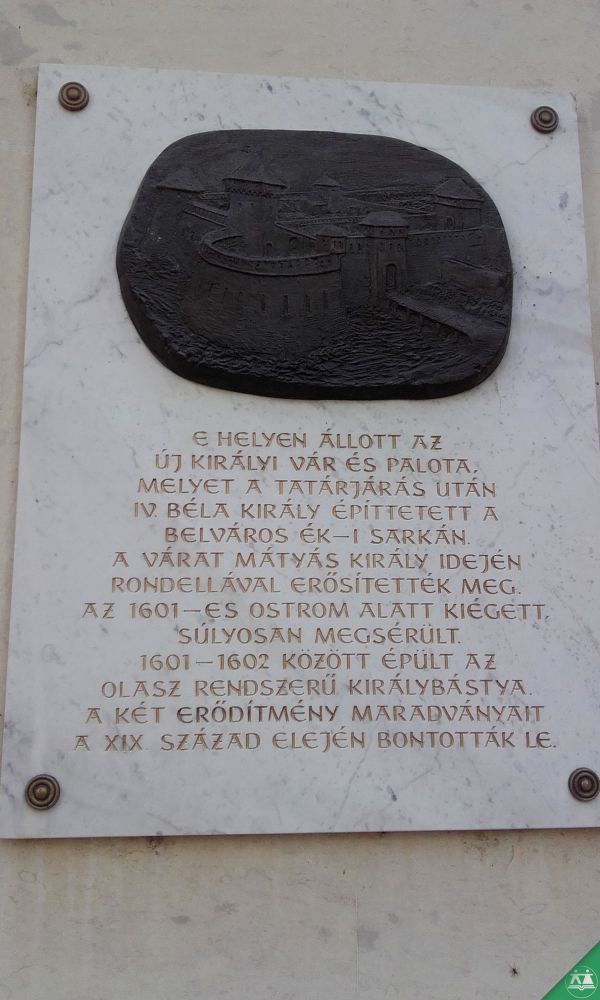 E HELYEN ÁLLOTT AZ
ÚJ KIRÁLYI VÁR ÉS PALOTA.
MELYET A TATÁRJÁRÁS UTÁN
IV. BÉLA KIRÁLY ÉPÍTTETETT A
BELVÁROS ÉK–I SARKÁN.
A VÁRAT MÁTYÁS KIRÁLY IDEJÉN
RONDELLÁVAL ERŐSÍTETTÉK MEG.
AZ 1601–ES OSTROM ALATT KIÉGETT,
SÚLYOSAN MEGSÉRÜLT.
1601–1602 KÖZÖTT ÉPÜLT AZ
OLASZ RENDSZERŰ KIRÁLYBÁSTYA.
A KÉT ERŐDÍTMÉNY MARADVÁNYAIT
A XIX. SZÁZAD ELEJÉN BONTOTTÁK LE.